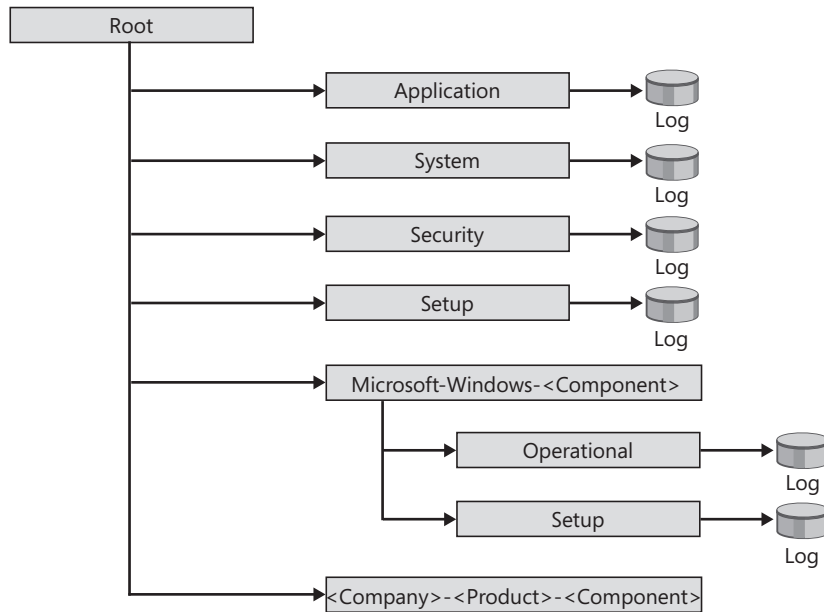 Root
Application
Log
System
Log
Security
Log
Setup
Log
Microsoft-Windows-<Component>
Operational
Log
Setup
Log
<Company>-<Product>-<Component>